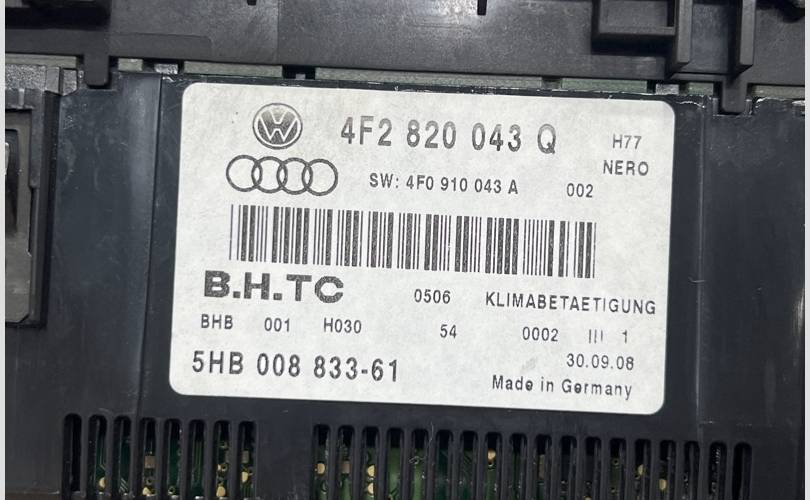 4F2 820 043 Q H77
NERO
SW: 4F0 910 043 A 002
B.H.TC 0506 KLIMABETAETIGUNG
BHB 001 H030 54 0002 III 1
5HB 008 833-61 30.09.08
Made in Germany